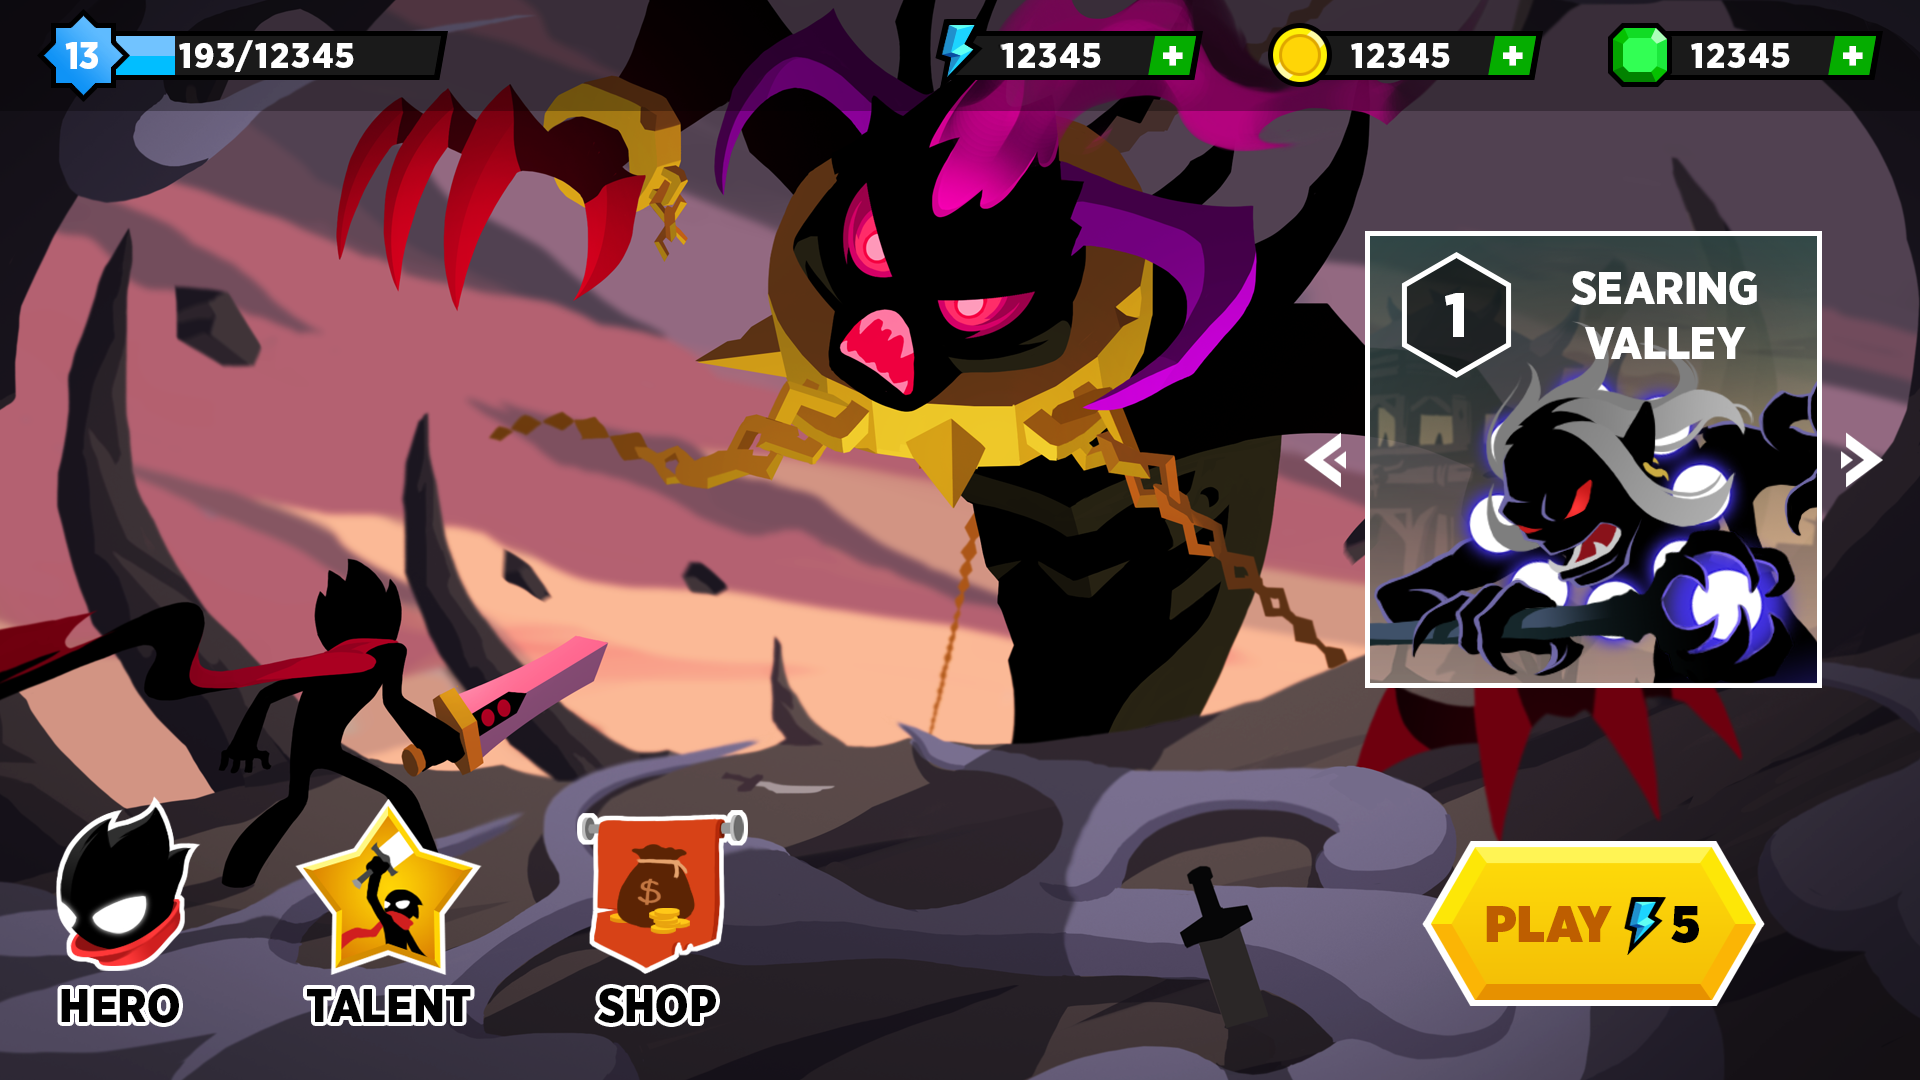 13 193/12345
12345 +
12345 +
12345 +
1
SEARING
VALLEY
$
HERO
TALENT
SHOP
PLAY 5